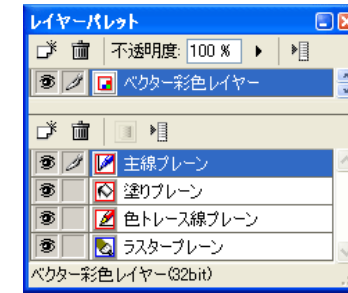 レイヤーパレット
不透明度: 100 %
ベクター彩色レイヤー
主線プレーン
塗りプレーン
色トレース線プレーン
ラスタープレーン
ベクター彩色レイヤー(32bit)